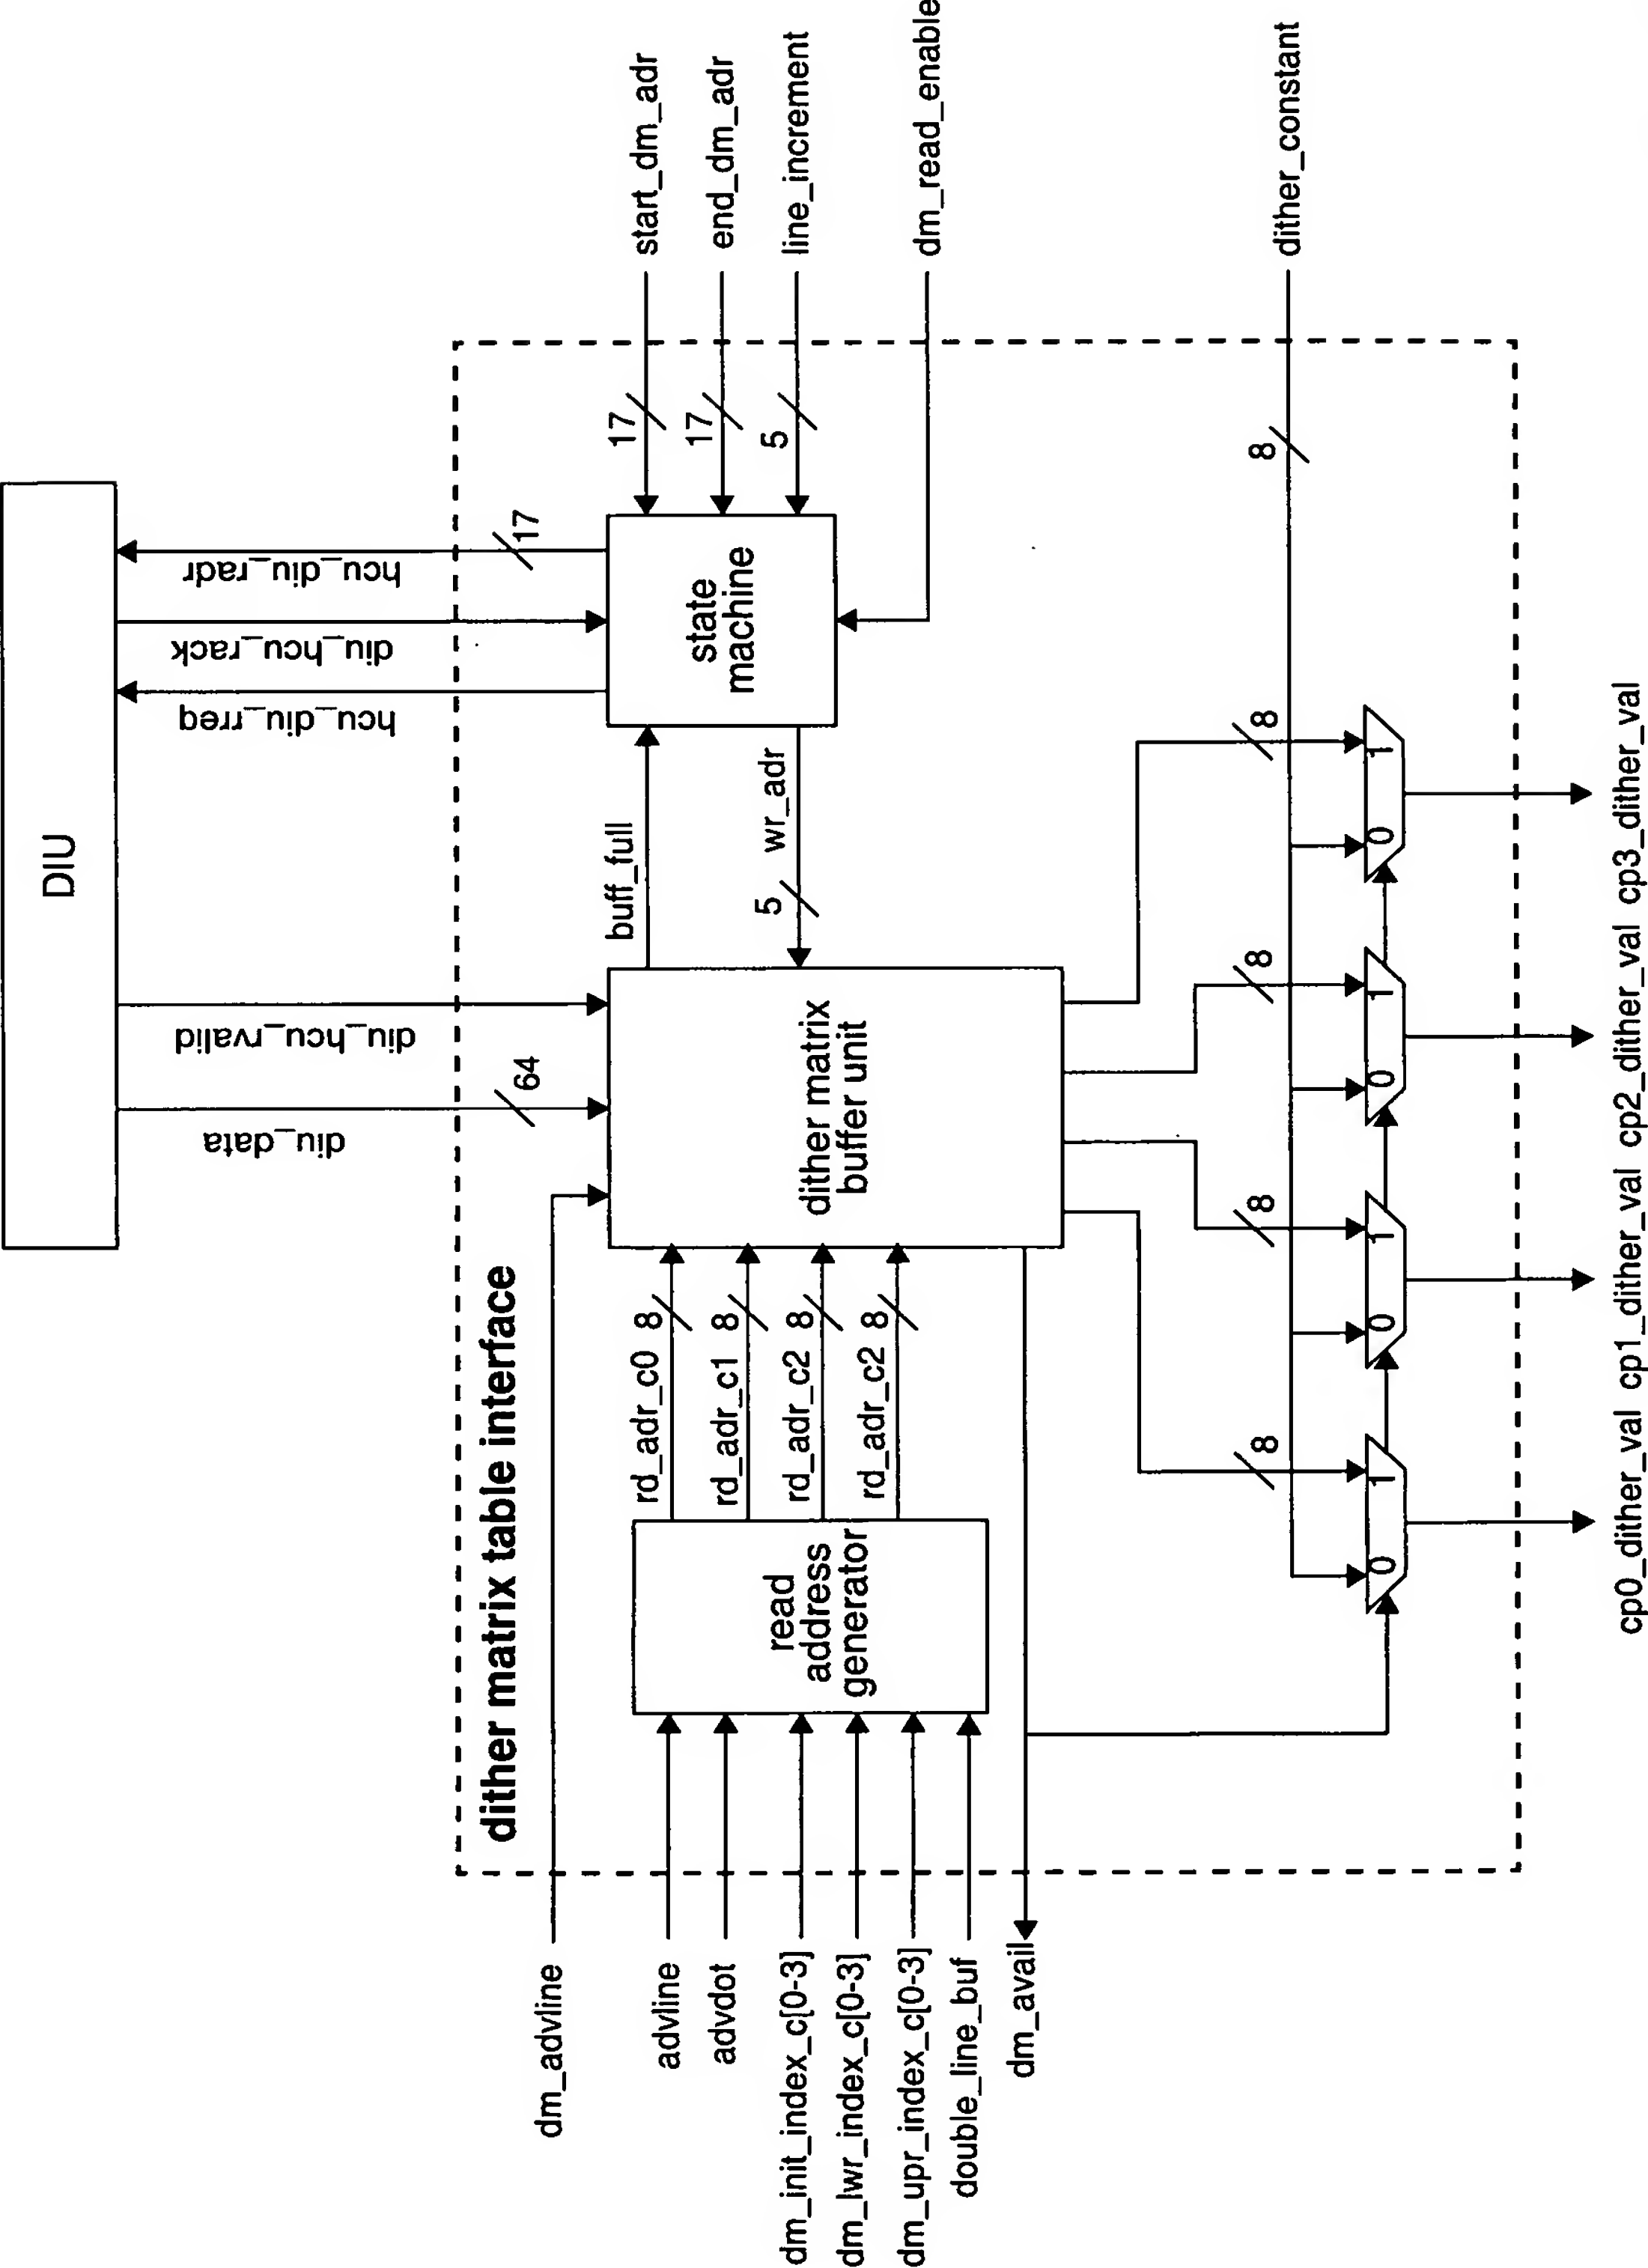 DIU
hcu_diu_radr
17
diu_hcu_rack
hcu_diu_rreq
diu_hcu_rvalid
diu_data
64
start_dm_adr
17
end_dm_adr
17
line_increment
5
dm_read_enable
state
machine
buff_full
wr_adr
5
dither matrix table interface
dm_advline
dither matrix
buffer unit
rd_adr_c0
8
rd_adr_c1
8
rd_adr_c2
8
rd_adr_c2
8
read
address
generator
advline
advdot
dm_init_index_c[0-3]
dm_lwr_index_c[0-3]
dm_upr_index_c[0-3]
double_line_buf
dm_avail
dither_constant
8
8
8
8
8
0
1
0
1
0
1
0
1
cp0_dither_val cp1_dither_val cp2_dither_val cp3_dither_val